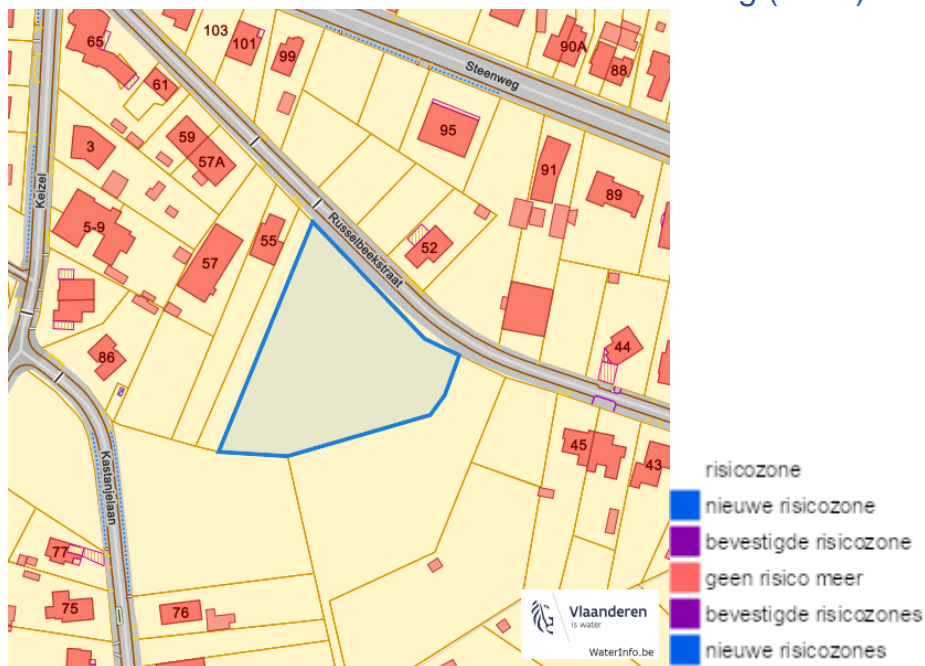 103
65
101
99
90A
88
61
Steenweg
95
59
57A
3
91
89
Keizel
5-9
Russelbeekstraat
55
52
57
44
86
45
43
Kastanjelaan
77
75
76
Vlaanderen
is water
WaterInfo.be
risicozone
nieuwe risicozone
bevestigde risicozone
geen risico meer
bevestigde risicozones
nieuwe risicozones